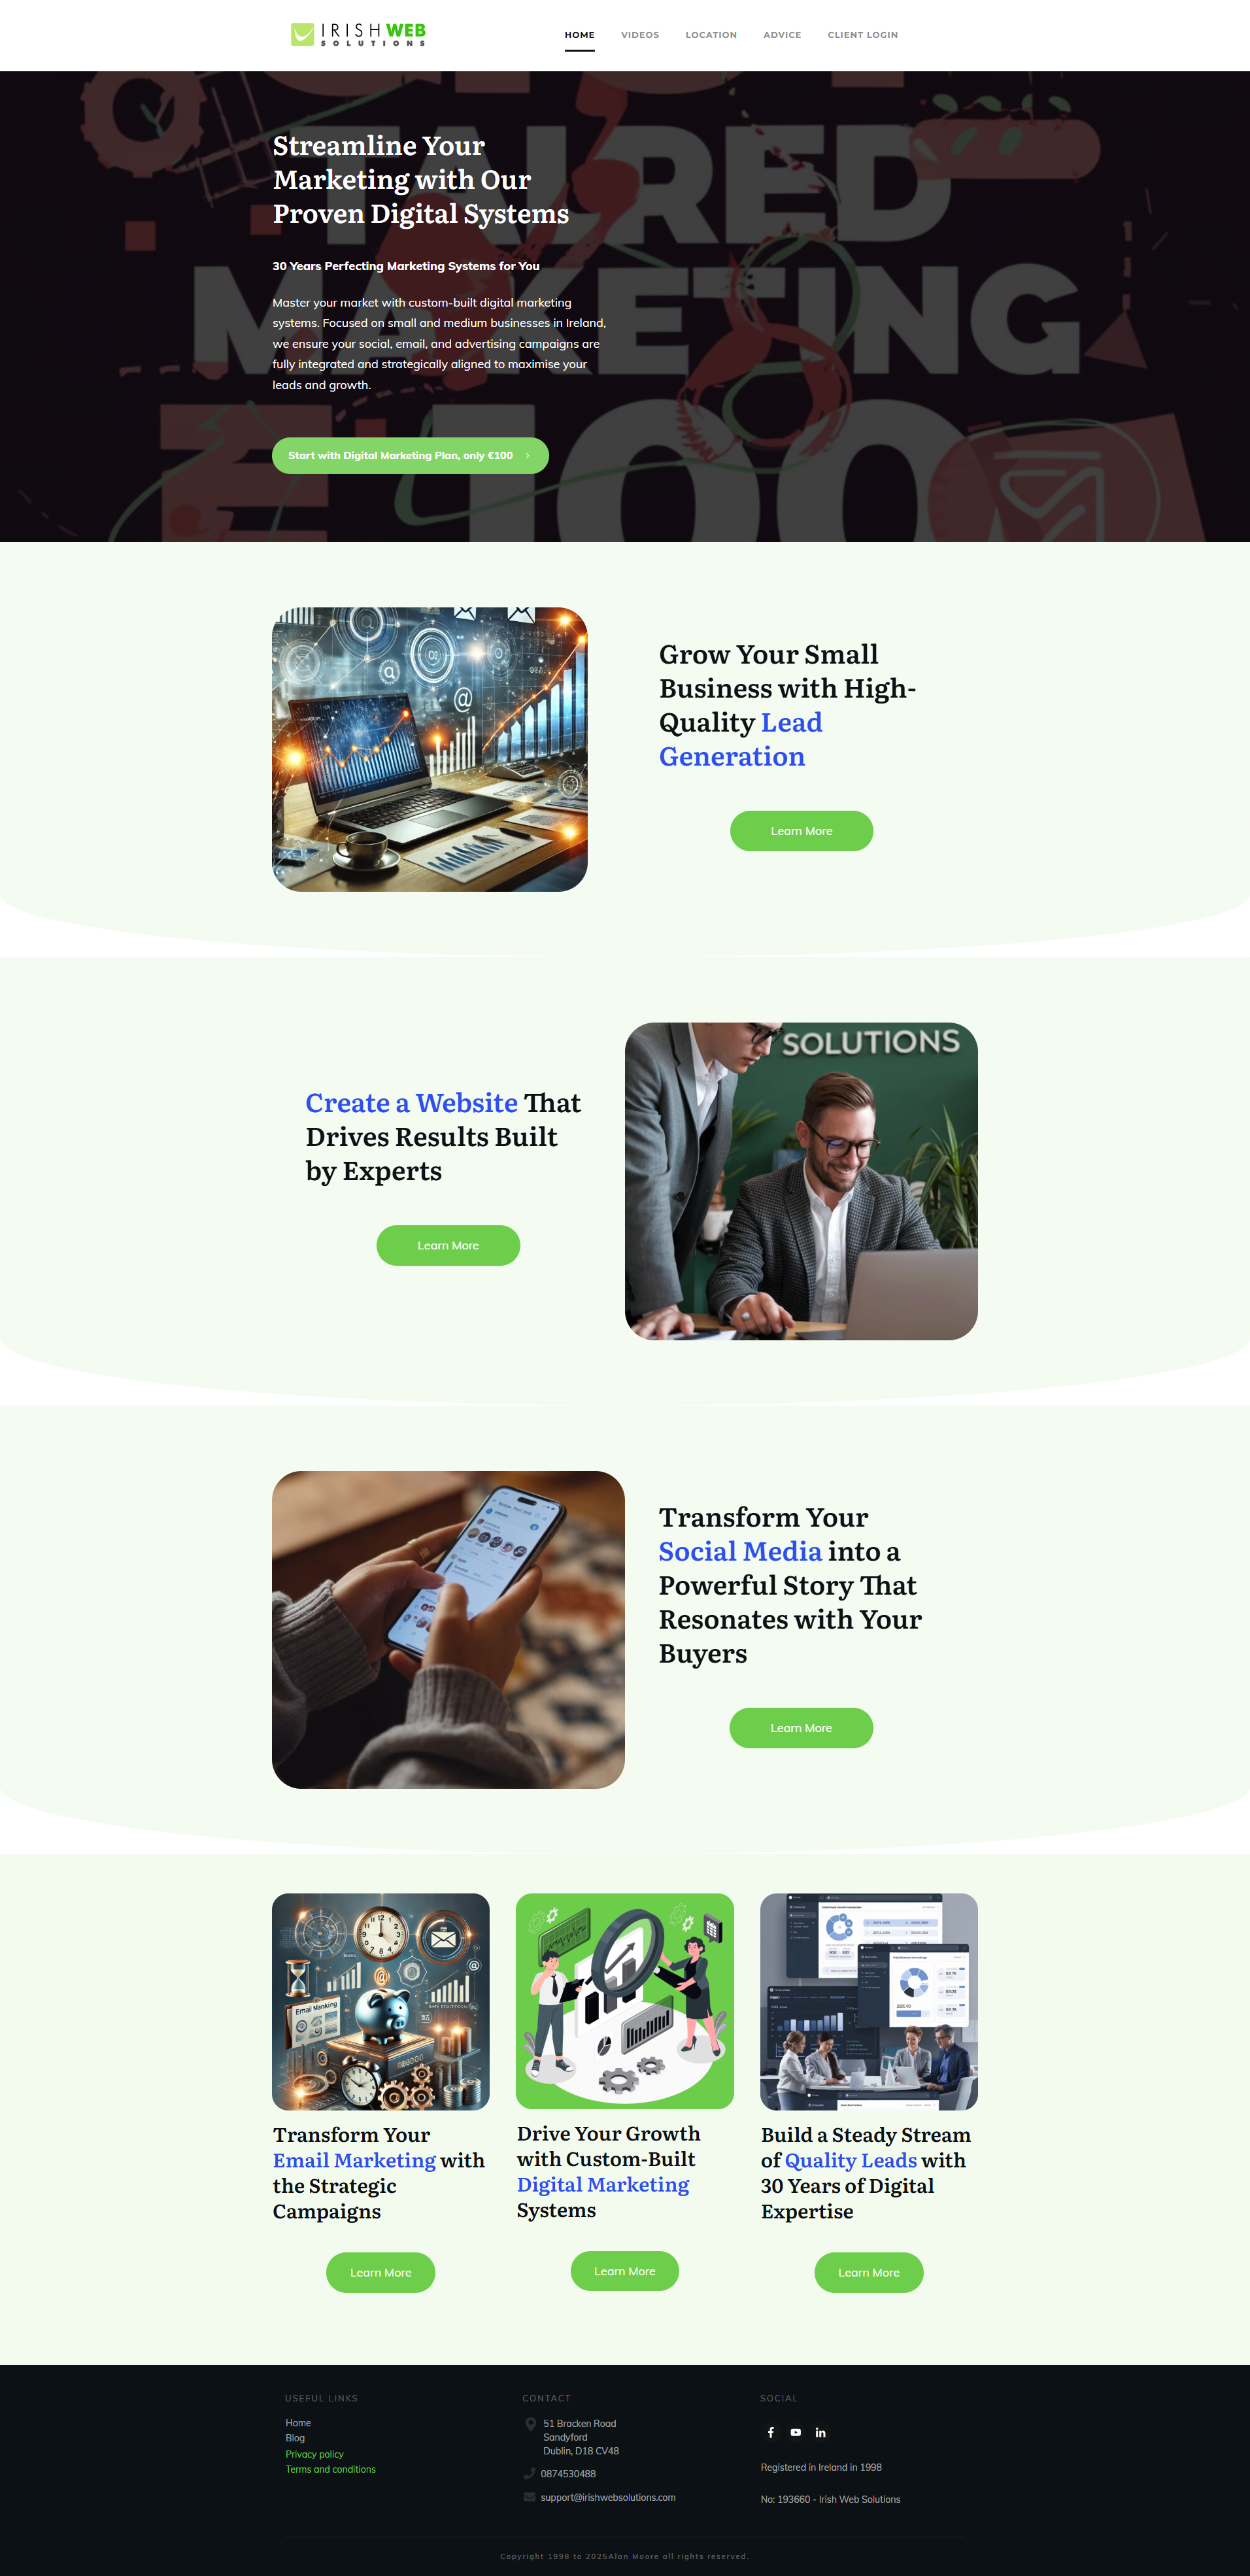 IRISH WEB
SOLUTIONS
HOME VIDEOS LOCATION ADVICE CLIENT LOGIN
MARKETING
100
Streamline Your
Marketing with Our
Proven Digital Systems
30 Years Perfecting Marketing Systems for You
Master your market with custom-built digital marketing
systems. Focused on small and medium businesses in Ireland,
we ensure your social, email, and advertising campaigns are
fully integrated and strategically aligned to maximise your
leads and growth.
Start with Digital Marketing Plan, only €100
Grow Your Small
Business with High-
Quality Lead
Generation
Learn More
SOLUTIONS
Create a Website That
Drives Results Built
by Experts
Learn More
Transform Your
Social Media into a
Powerful Story That
Resonates with Your
Buyers
Learn More
Transform Your
Email Marketing with
the Strategic
Campaigns
Learn More
Drive Your Growth
with Custom-Built
Digital Marketing
Systems
Learn More
Build a Steady Stream
of Quality Leads with
30 Years of Digital
Expertise
Learn More
USEFUL LINKS
Home
Blog
Privacy policy
Terms and conditions
CONTACT
51 Bracken Road
Sandyford
Dublin, D18 CV48
0874530488
support@irishwebsolutions.com
SOCIAL
Registered in Ireland in 1998
No: 193660 - Irish Web Solutions
Copyright 1998 to 2025Alon Moore all rights reserved.